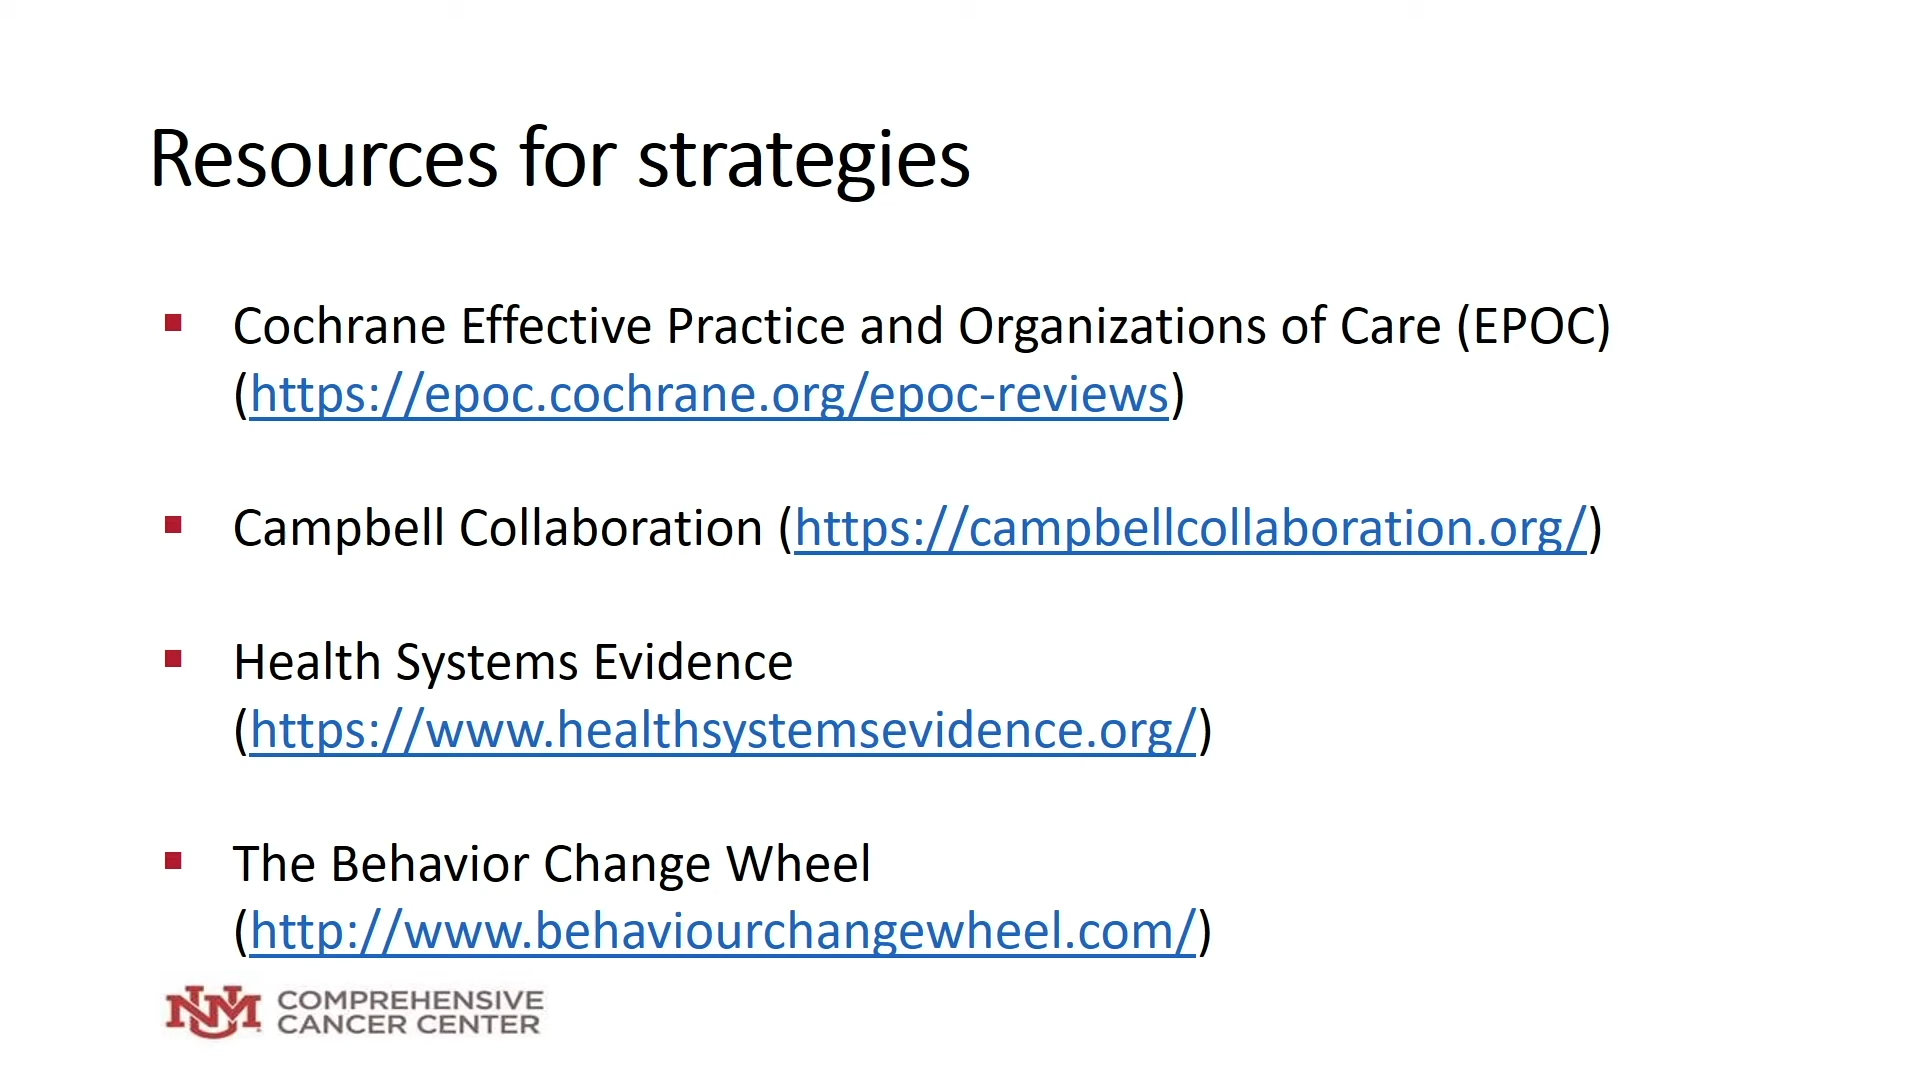 Resources for strategies
Cochrane Effective Practice and Organizations of Care (EPOC)
(https://epoc.cochrane.org/epoc-reviews)
Campbell Collaboration (https://campbellcollaboration.org/)
Health Systems Evidence
(https://www.healthsystemsevidence.org/)
The Behavior Change Wheel
(http://www.behaviourchangewheel.com/)
NM COMPREHENSIVE
CANCER CENTER